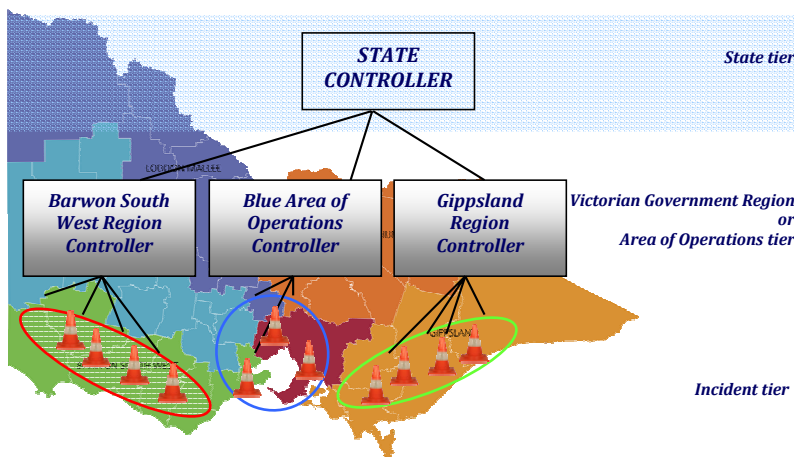 STATE
CONTROLLER
State tier
LODDON MALLEE
Barwon South
West Region
Controller
Blue Area of
Operations
Controller
Gippsland
Region
Controller
Victorian Government Region
or
Area of Operations tier
GIPPSLAND
Incident tier